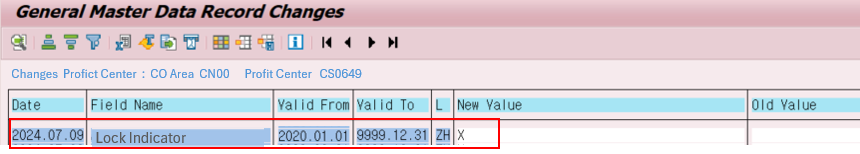 General Master Data Record Changes
Changes Profict Center : CO Area CN00 Profit Center CS0649
Date Field Name Valid From Valid To L New Value Old Value
2024.07.09 Lock Indicator 2020.01.01 9999.12.31 ZH X